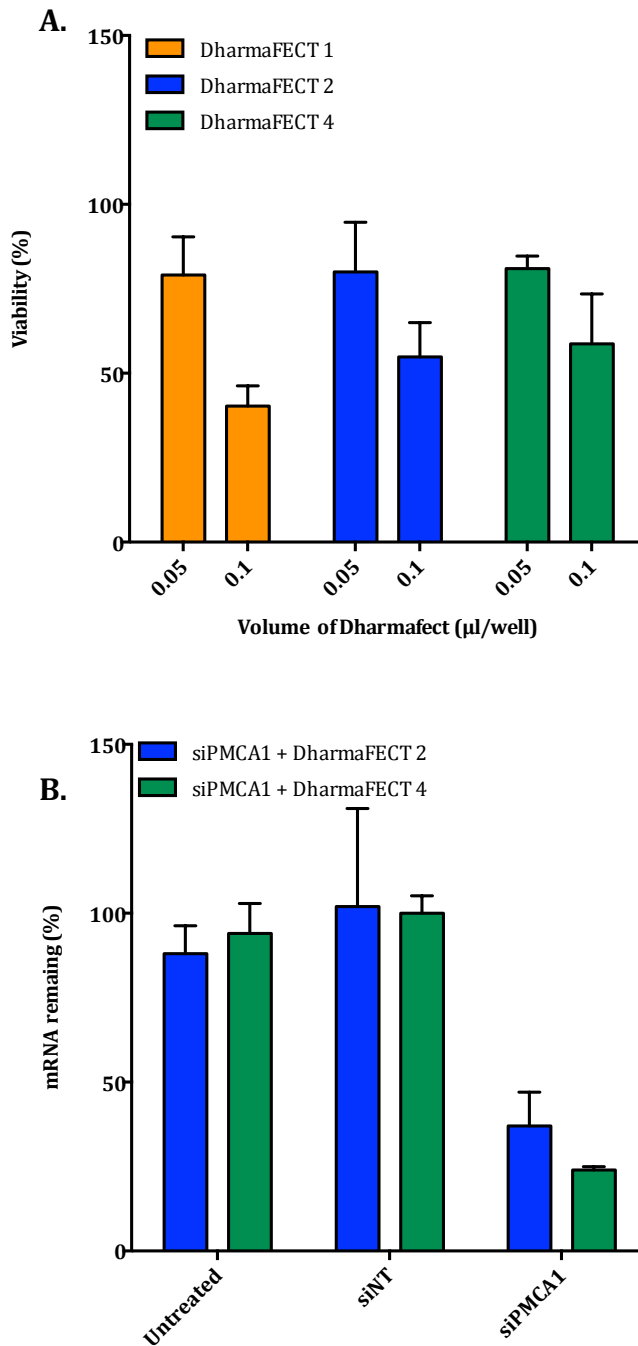 A.
150
DharmaFECT 1
DharmaFECT 2
DharmaFECT 4
100
Viability (%)
50
0
0.05
0.1
0.05
0.1
0.05
0.1
Volume of Dharmafect (µl/well)
B.
150
siPMCA1 + DharmaFECT 2
siPMCA1 + DharmaFECT 4
100
mRNA remaing (%)
50
0
Untreated
siNT
siPMCA1